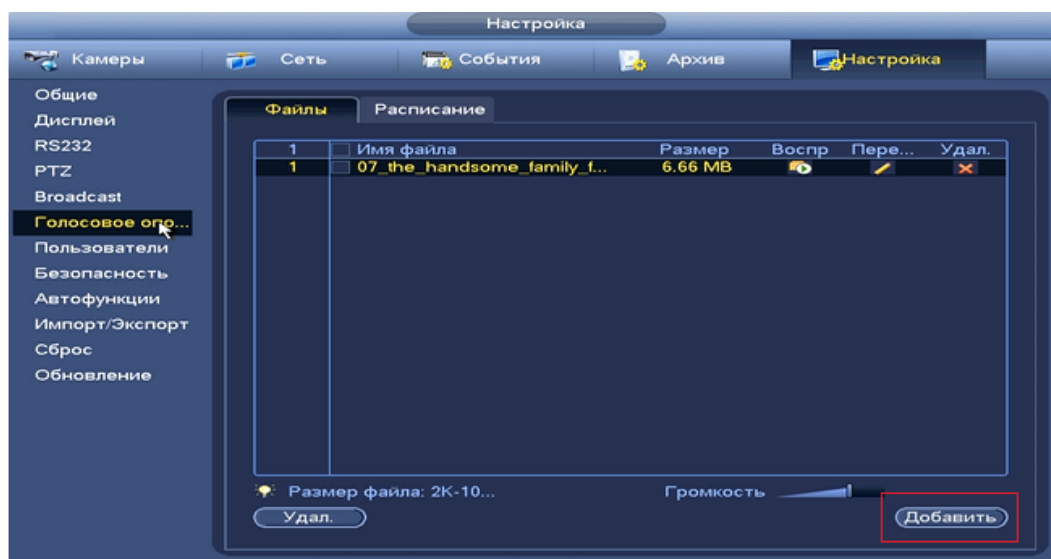 Настройка
Камеры Сеть События Архив Настройка
Общие
Дисплей
RS232
PTZ
Broadcast
Голосовое опо...
Пользователи
Безопасность
Автофункции
Импорт/Экспорт
Сброс
Обновление
Файлы Расписание
1 Имя файла Размер Воспр Пере... Удал.
1 07_the_handsome_family_f... 6.66 MB
Размер файла: 2K-10... Громкость
Удал. Добавить